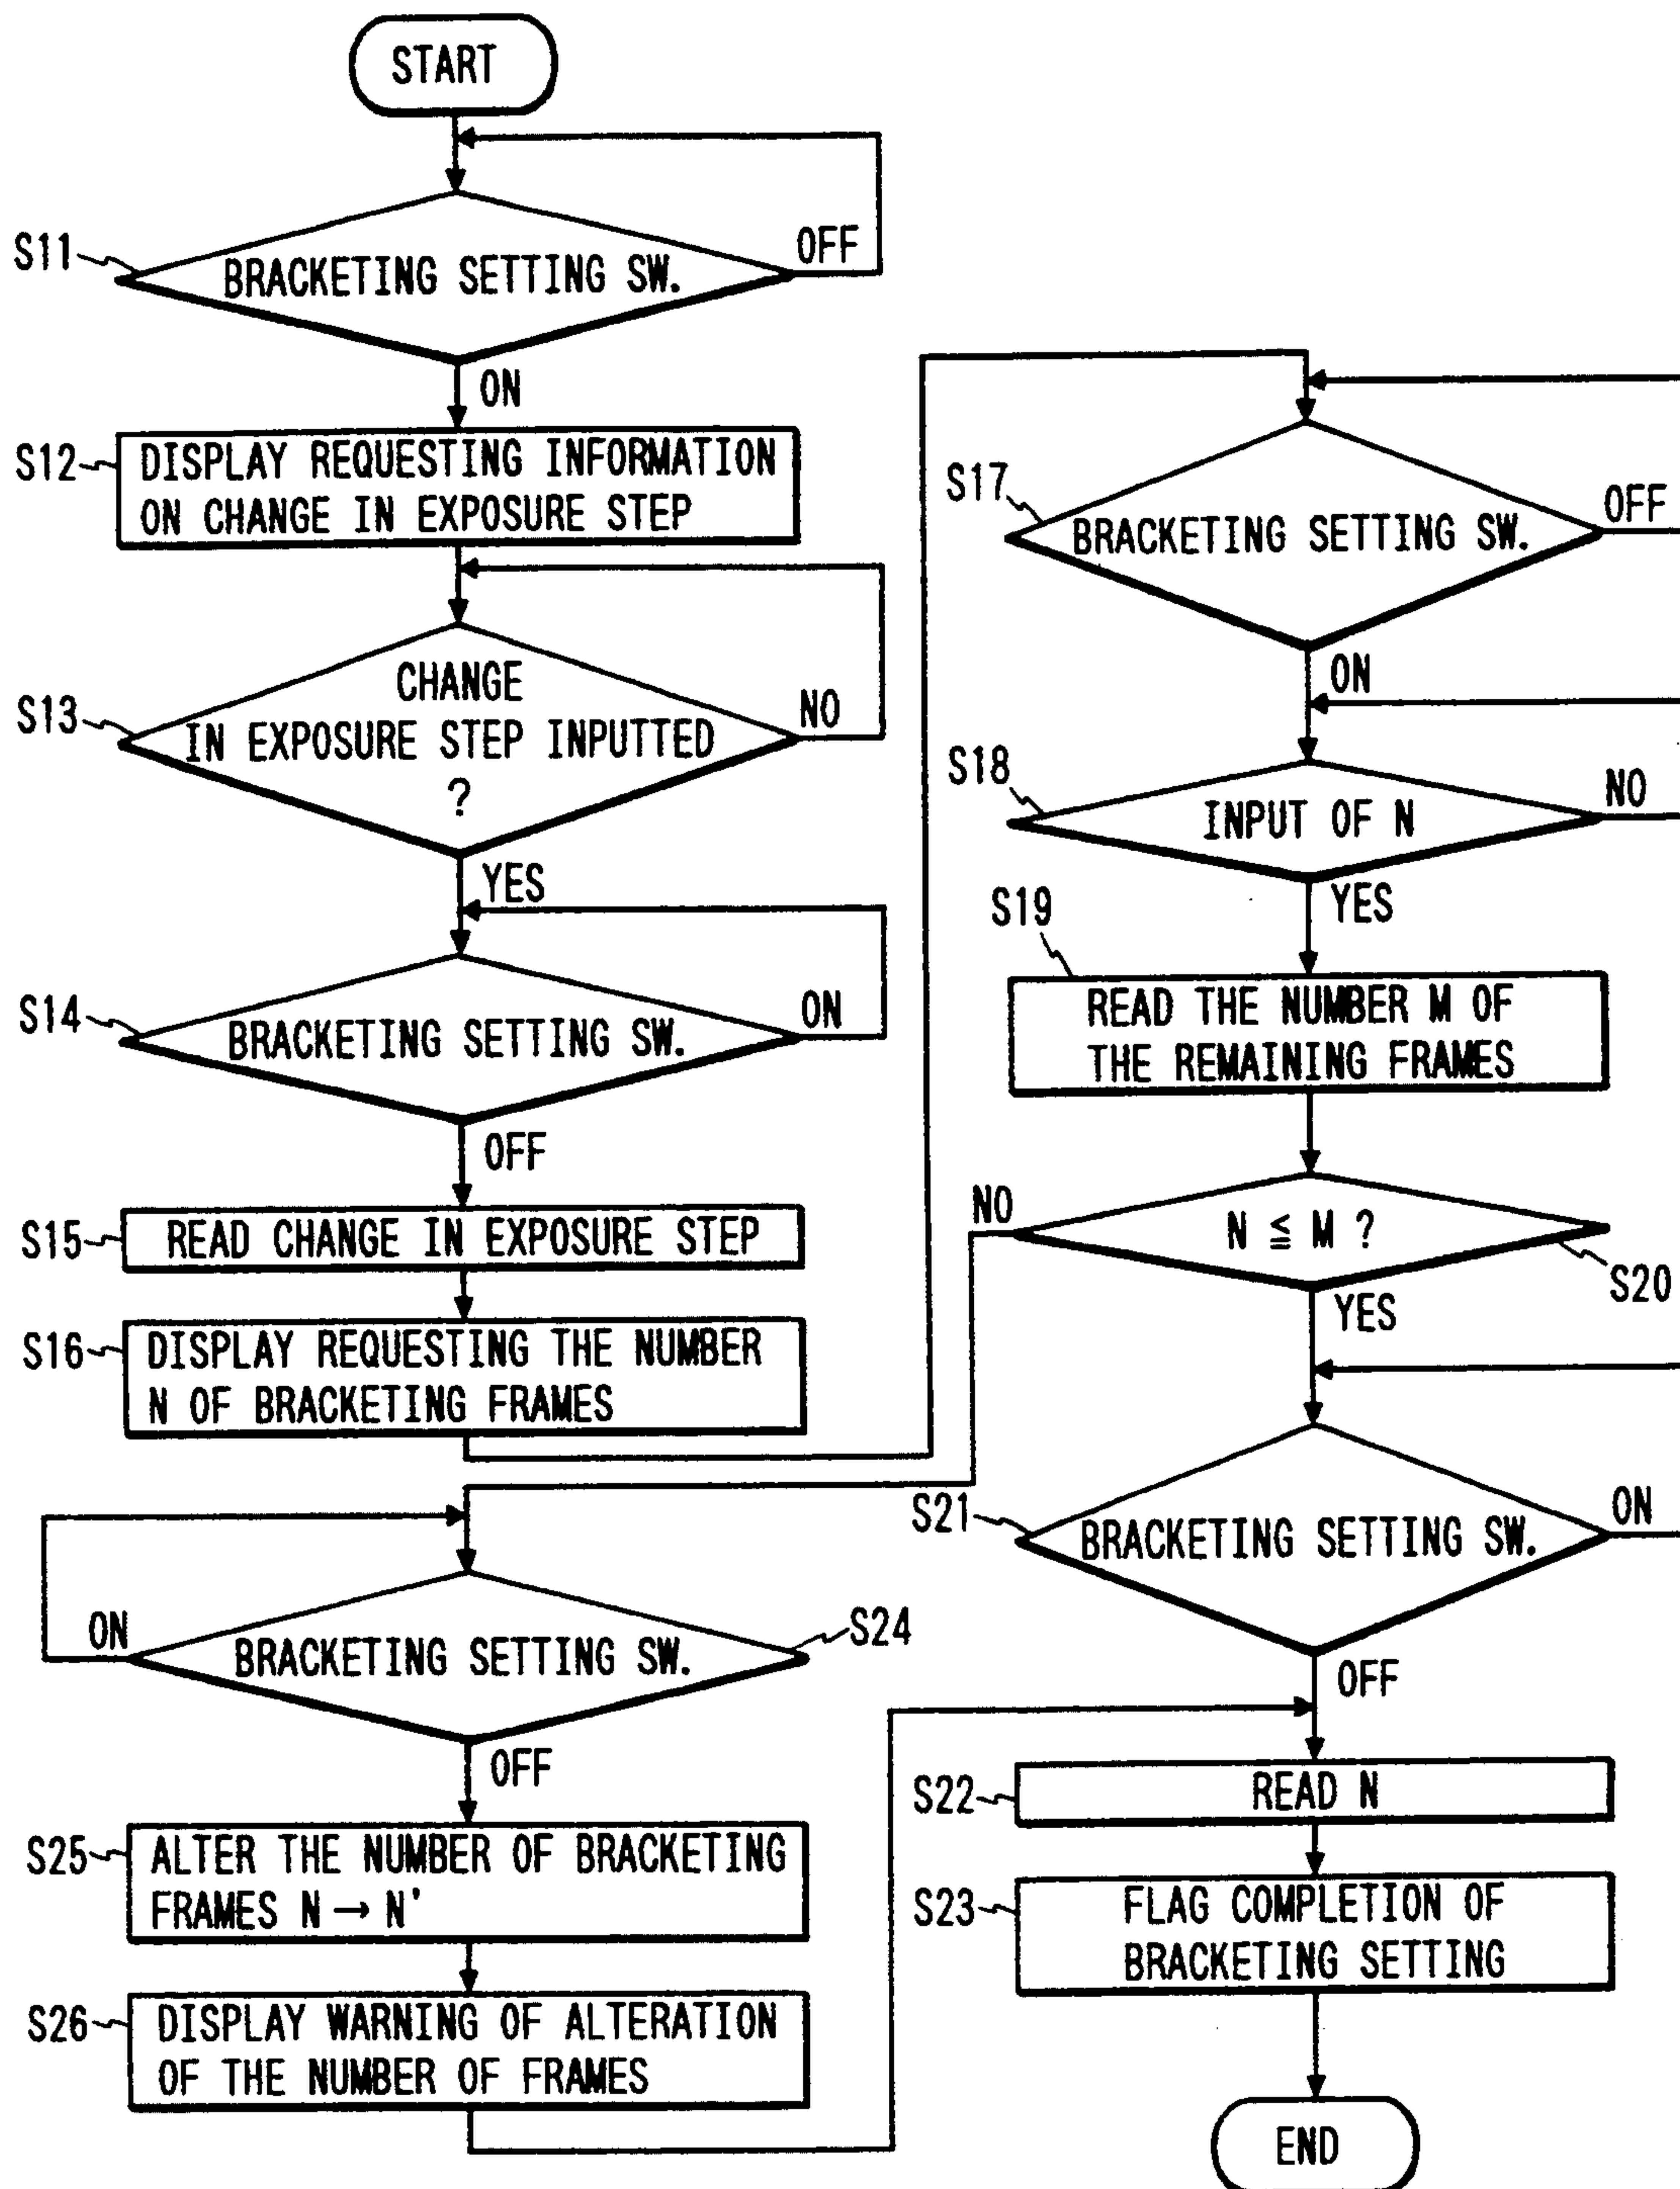 START
S11
BRACKETING SETTING SW.
OFF
ON
S12
DISPLAY REQUESTING INFORMATION
ON CHANGE IN EXPOSURE STEP
S13
CHANGE
IN EXPOSURE STEP INPUTTED
?
NO
YES
S14
BRACKETING SETTING SW.
ON
OFF
S15
READ CHANGE IN EXPOSURE STEP
S16
DISPLAY REQUESTING THE NUMBER
N OF BRACKETING FRAMES
S17
BRACKETING SETTING SW.
OFF
ON
S18
INPUT OF N
NO
YES
S19
READ THE NUMBER M OF
THE REMAINING FRAMES
NO
N ≦ M ?
S20
YES
S21
BRACKETING SETTING SW.
ON
OFF
S22
READ N
S23
FLAG COMPLETION OF
BRACKETING SETTING
END
ON
BRACKETING SETTING SW.
S24
OFF
S25
ALTER THE NUMBER OF BRACKETING
FRAMES N → N'
S26
DISPLAY WARNING OF ALTERATION
OF THE NUMBER OF FRAMES